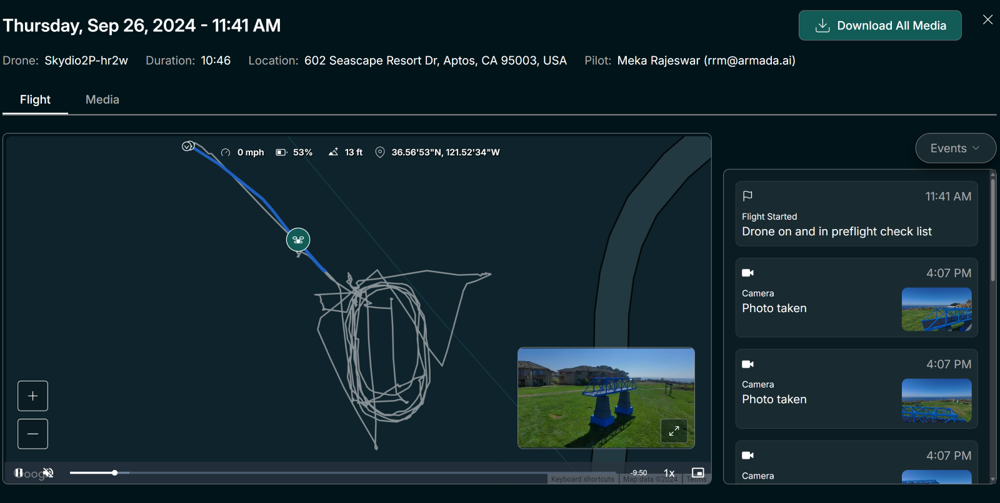 Thursday, Sep 26, 2024 - 11:41 AM
Download All Media
Drone: Skydio2P-hr2w Duration: 10:46 Location: 602 Seascape Resort Dr, Aptos, CA 95003, USA Pilot: Meka Rajeswar (rrm@armada.ai)
Flight Media
0 mph 53% 13 ft 36.56'53"N, 121.52'34"W
Events
11:41 AM
Flight Started
Drone on and in preflight check list
4:07 PM
Camera
Photo taken
4:07 PM
Camera
Photo taken
4:07 PM
Camera
Google
-9:50 1x
Keyboard shortcuts Map data ©2024 Terms